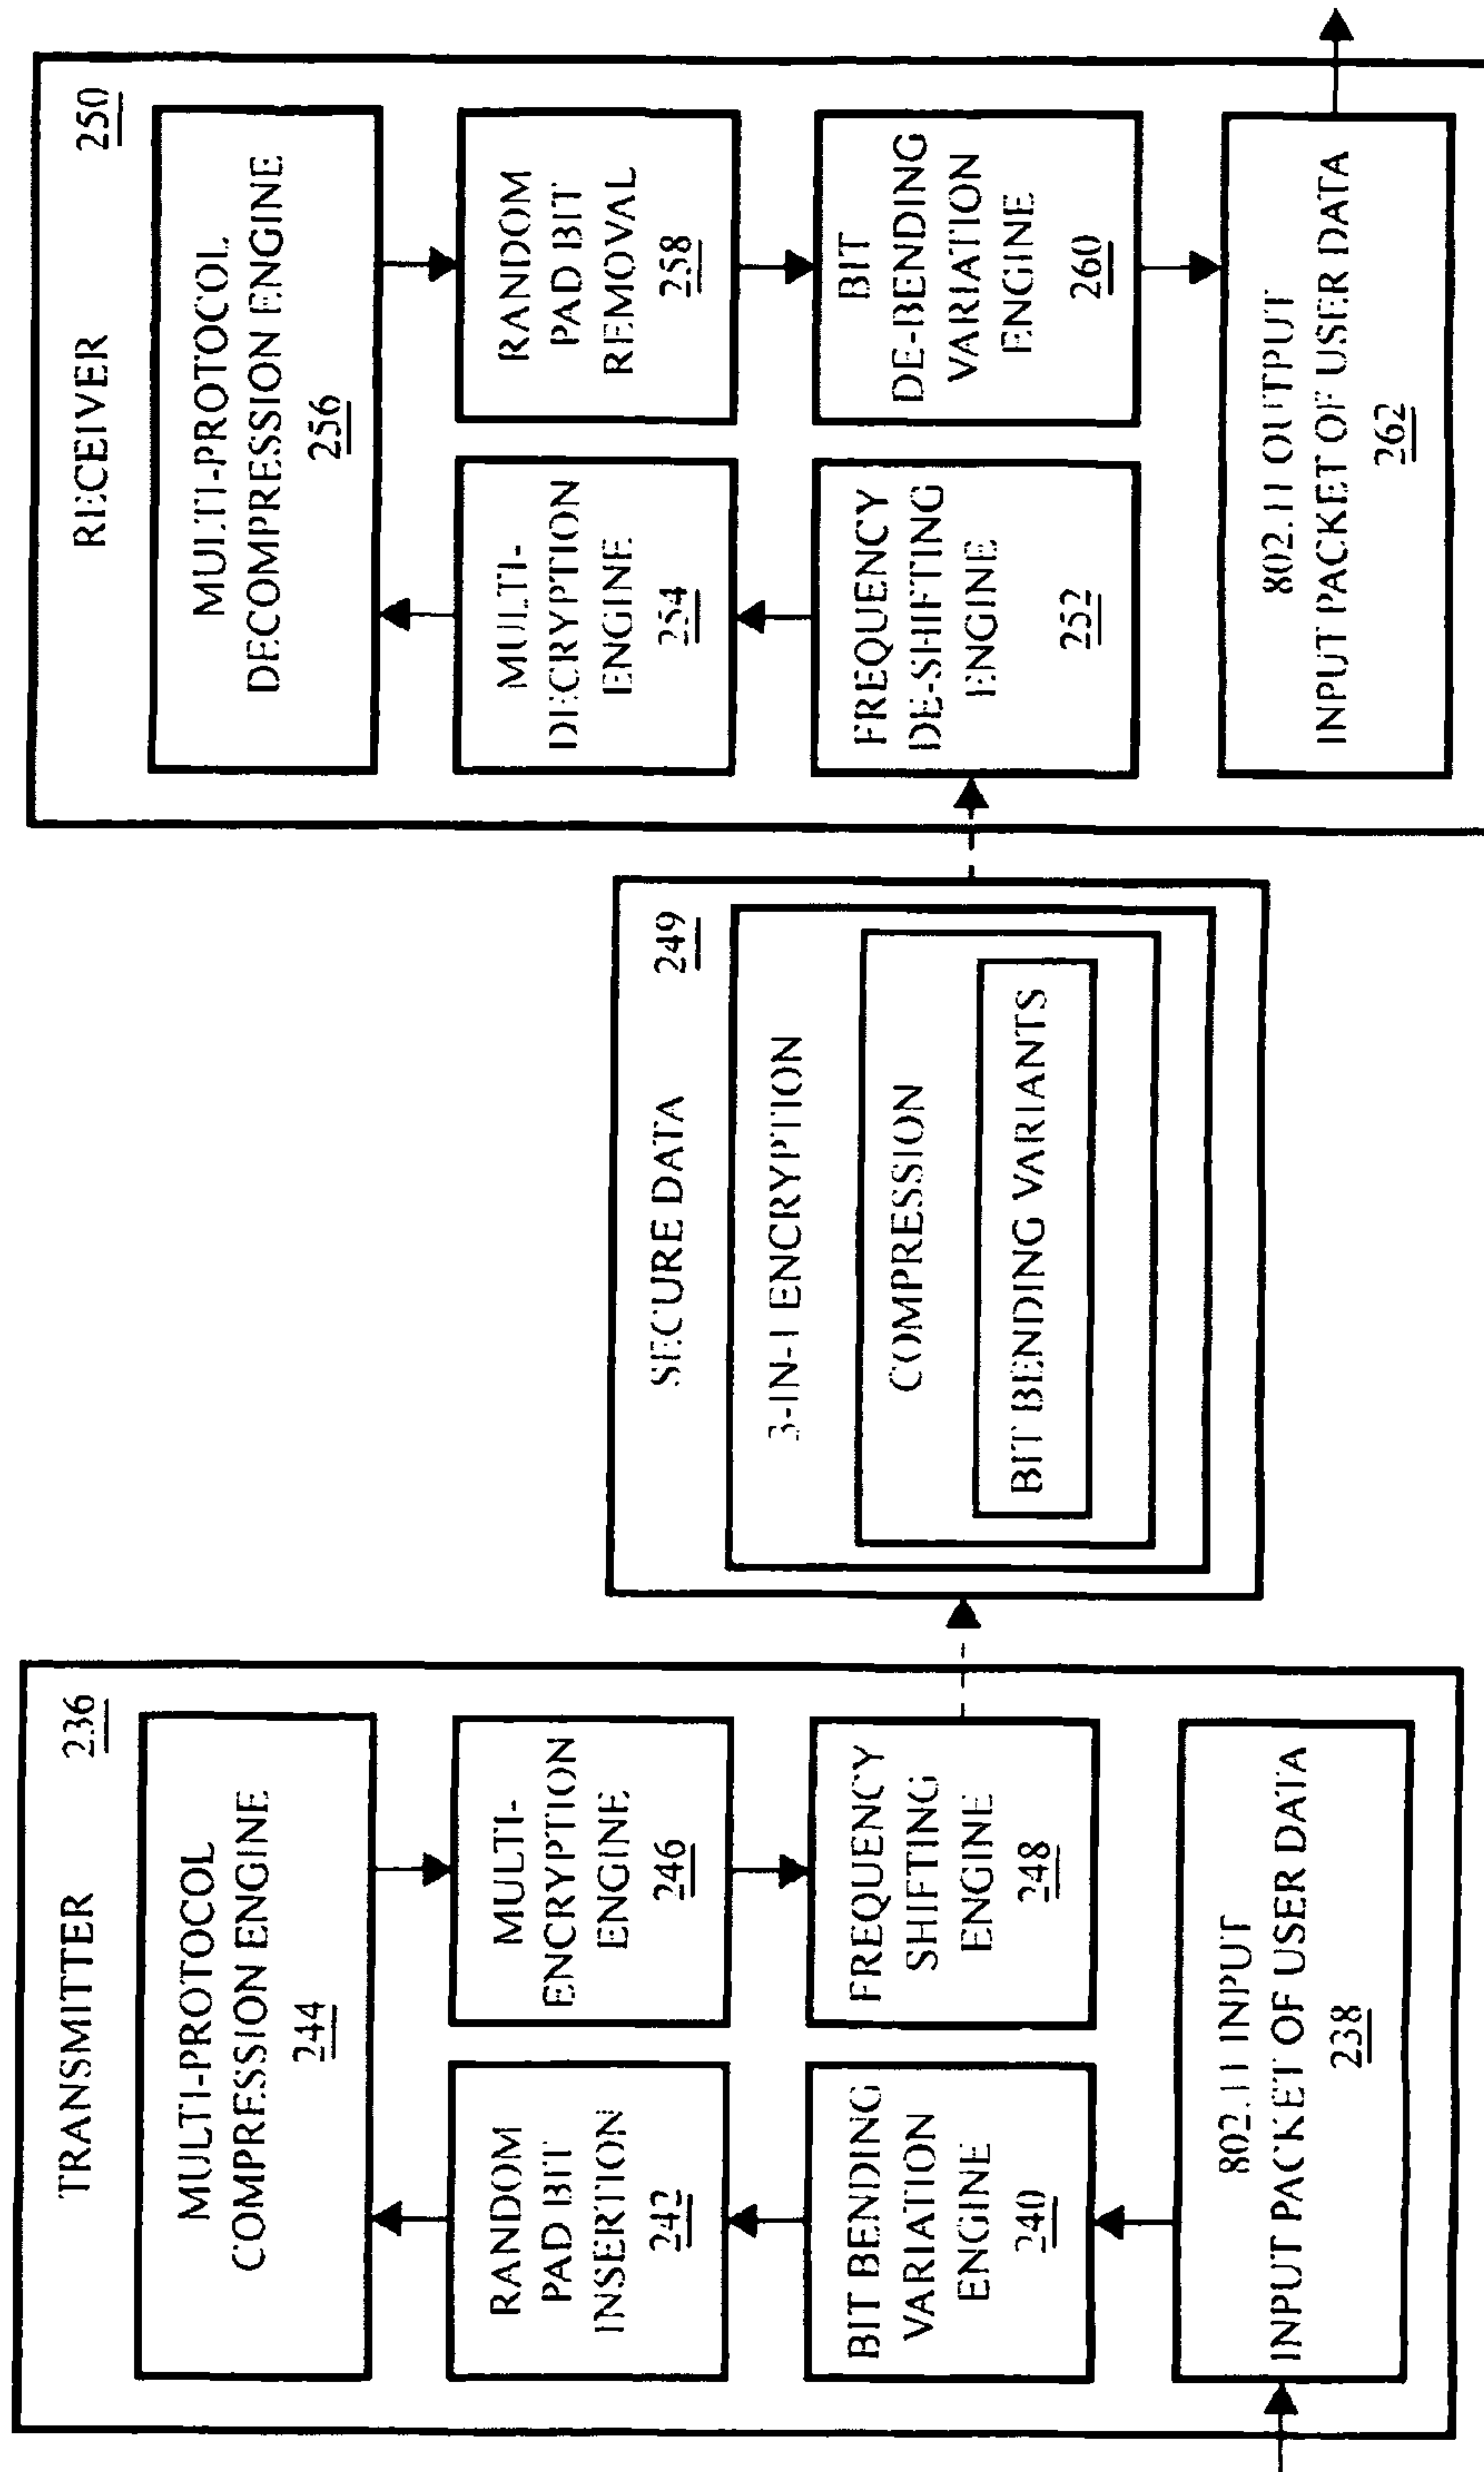 TRANSMITTER
236
MULTI-PROTOCOL
COMPRESSION ENGINE
244
RANDOM
PAD BIT
INSERTION
242
MULTI-
ENCRYPTION
ENGINE
246
BIT BENDING
VARIATION
ENGINE
240
FREQUENCY
SHIFTING
ENGINE
248
802.11 INPUT
INPUT PACKET OF USER DATA
238
SECURE DATA
249
3-IN-1 ENCRYPTION
COMPRESSION
BIT BENDING VARIANTS
RECEIVER
250
MULTI-PROTOCOL
DECOMPRESSION ENGINE
256
MULTI-
DECRYPTION
ENGINE
254
RANDOM
PAD BIT
REMOVAL
258
FREQUENCY
DE-SHIFTING
ENGINE
252
BIT
DE-BENDING
VARIATION
ENGINE
260
802.11 OUTPUT
INPUT PACKET OF USER DATA
262